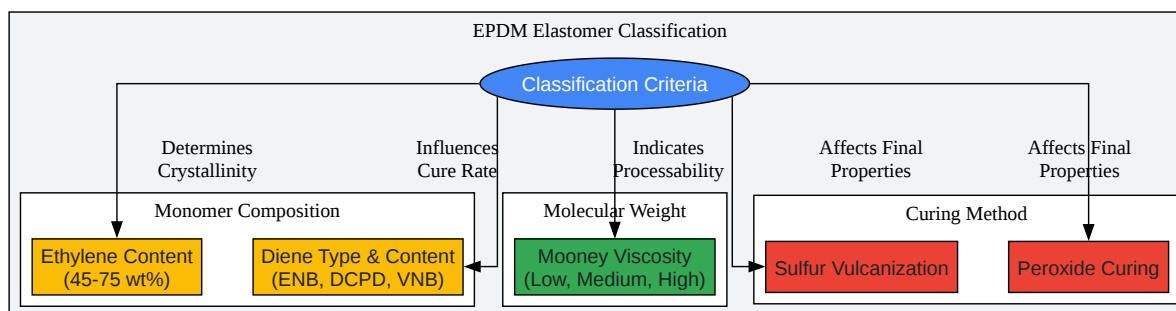 EPDM Elastomer Classification
Classification Criteria
Determines
Crystallinity
Influences
Cure Rate
Indicates
Processability
Affects Final
Properties
Affects Final
Properties
Monomer Composition
Molecular Weight
Curing Method
Ethylene Content
(45-75 wt%)
Diene Type & Content
(ENB, DCPD, VNB)
Mooney Viscosity
(Low, Medium, High)
Sulfur Vulcanization
Peroxide Curing